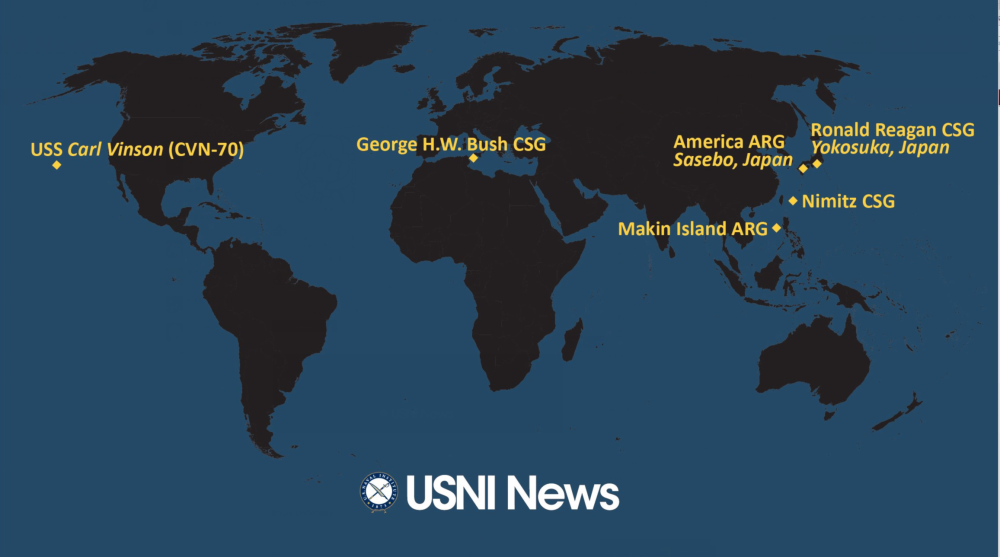 Ronald Reagan CSG
Yokosuka, Japan
America ARG
Sasebo, Japan
George H.W. Bush CSG
USS Carl Vinson (CVN-70)
Nimitz CSG
Makin Island ARG
USNI News